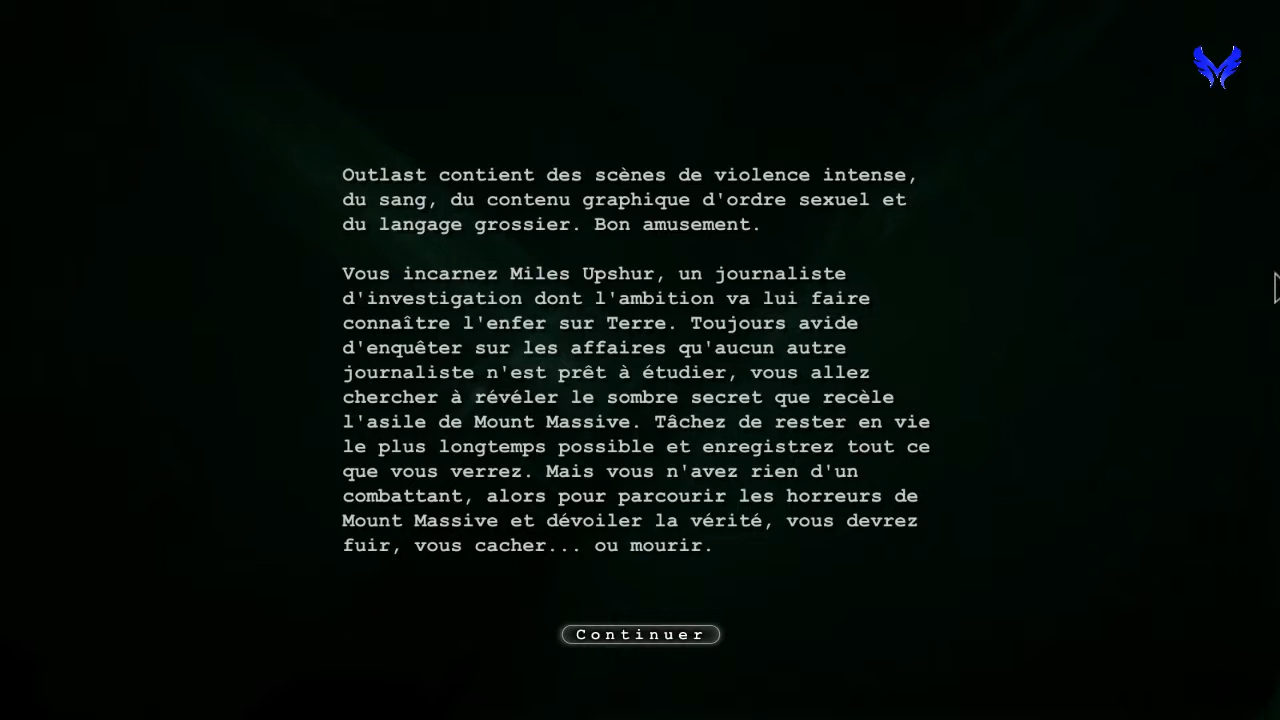 Outlast contient des scènes de violence intense,
du sang, du contenu graphique d'ordre sexuel et
du langage grossier. Bon amusement.
Vous incarnez Miles Upshur, un journaliste
d'investigation dont l'ambition va lui faire
connaître l'enfer sur Terre. Toujours avide
d'enquêter sur les affaires qu'aucun autre
journaliste n'est prêt à étudier, vous allez
chercher à révéler le sombre secret que recèle
l'asile de Mount Massive. Tâchez de rester en vie
le plus longtemps possible et enregistrez tout ce
que vous verrez. Mais vous n'avez rien d'un
combattant, alors pour parcourir les horreurs de
Mount Massive et dévoiler la vérité, vous devrez
fuir, vous cacher... ou mourir.
Continuer